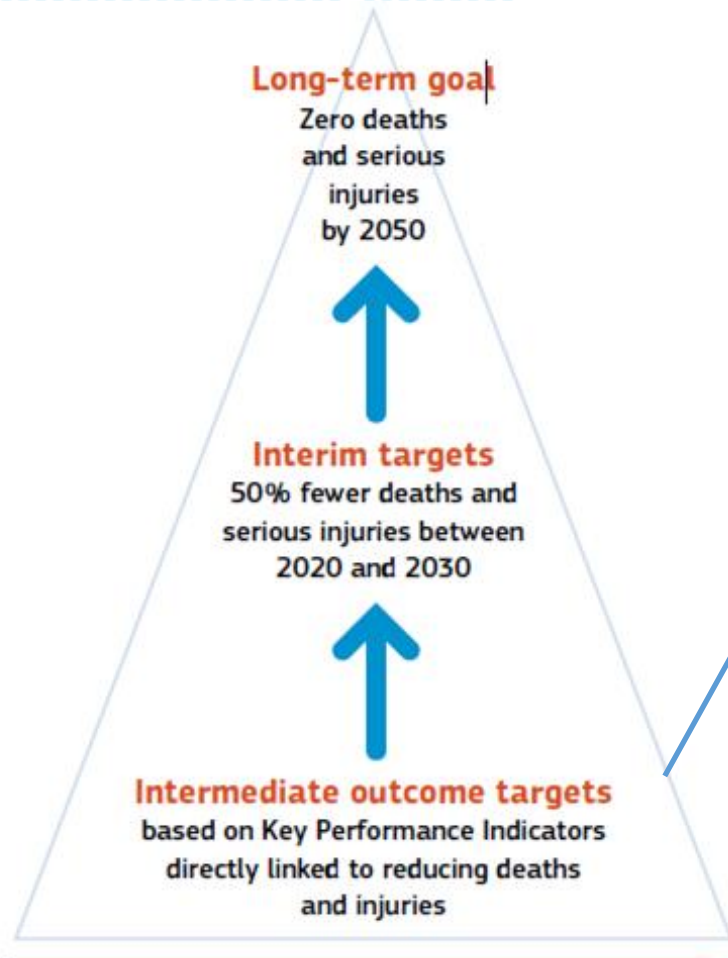 Long-term goal
Zero deaths
and serious
injuries
by 2050
Interim targets
50% fewer deaths and
serious injuries between
2020 and 2030
Intermediate outcome targets
based on Key Performance Indicators
directly linked to reducing deaths
and injuries